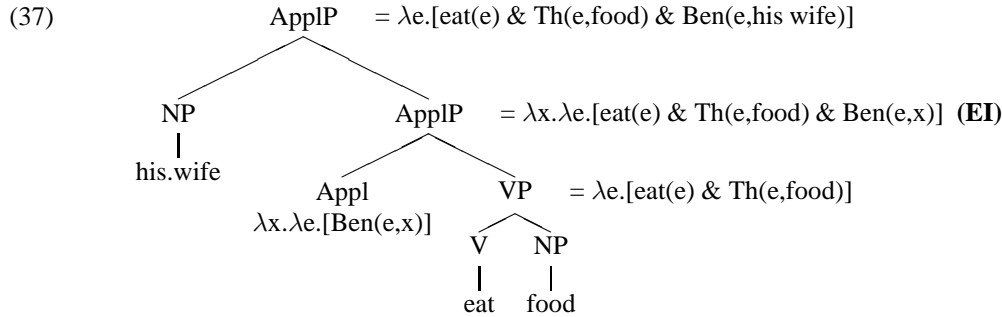 (37) ApplP = λe.[eat(e) & Th(e,food) & Ben(e,his wife)]
NP ApplP = λx.λe.[eat(e) & Th(e,food) & Ben(e,x)] (EI)
his.wife Appl VP = λe.[eat(e) & Th(e,food)]
λx.λe.[Ben(e,x)] V NP
eat food